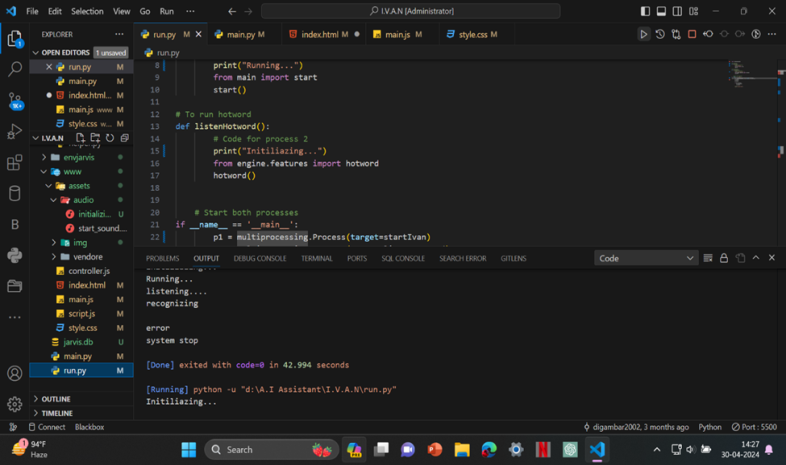 File Edit Selection View Go Run ···
I.V.A.N [Administrator]
EXPLORER ···
OPEN EDITORS 1 unsaved
run.py M
main.py M
index.html... M
main.js www M
style.css w... M
I.V.A.N
envjarvis
www
assets
audio
initializi... U
start_sound....
img
vendore
controller.js
index.html M
main.js M
script.js M
style.css M
jarvis.db M
main.py M
run.py M
OUTLINE
TIMELINE
run.py M
main.py M
index.html M
main.js M
style.css M
run.py
8 print("Running...")
9 from main import start
10 start()
11
12 # To run hotword
13 def listenHotword():
14 # Code for process 2
15 print("Initiliazing...")
16 from engine.features import hotword
17 hotword()
18
19
20 # Start both processes
21 if __name__ == '__main__':
22 p1 = multiprocessing.Process(target=startIvan)
PROBLEMS OUTPUT DEBUG CONSOLE TERMINAL PORTS SQL CONSOLE SEARCH ERROR GITLENS
Code
Running...
listening....
recognizing
error
system stop
[Done] exited with code=0 in 42.994 seconds
[Running] python -u "d:\A.I Assistant\I.V.A.N\run.py"
Initiliazing...
Connect Blackbox
digambar2002, 3 months ago Python Port : 5500
94°F
Haze
Search
14:27
30-04-2024